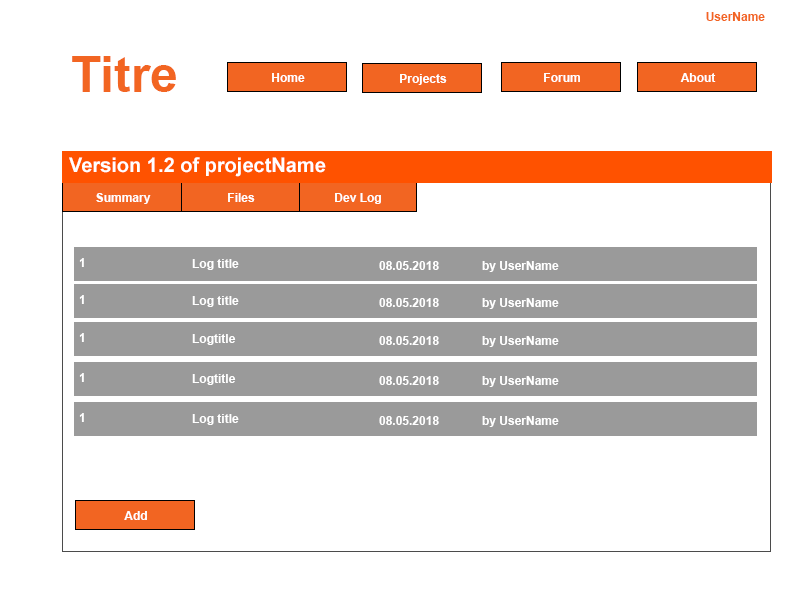 UserName
Titre
Home Projects Forum About
Version 1.2 of projectName
Summary Files Dev Log
1 Log title 08.05.2018 by UserName
1 Log title 08.05.2018 by UserName
1 Logtitle 08.05.2018 by UserName
1 Logtitle 08.05.2018 by UserName
1 Log title 08.05.2018 by UserName
Add